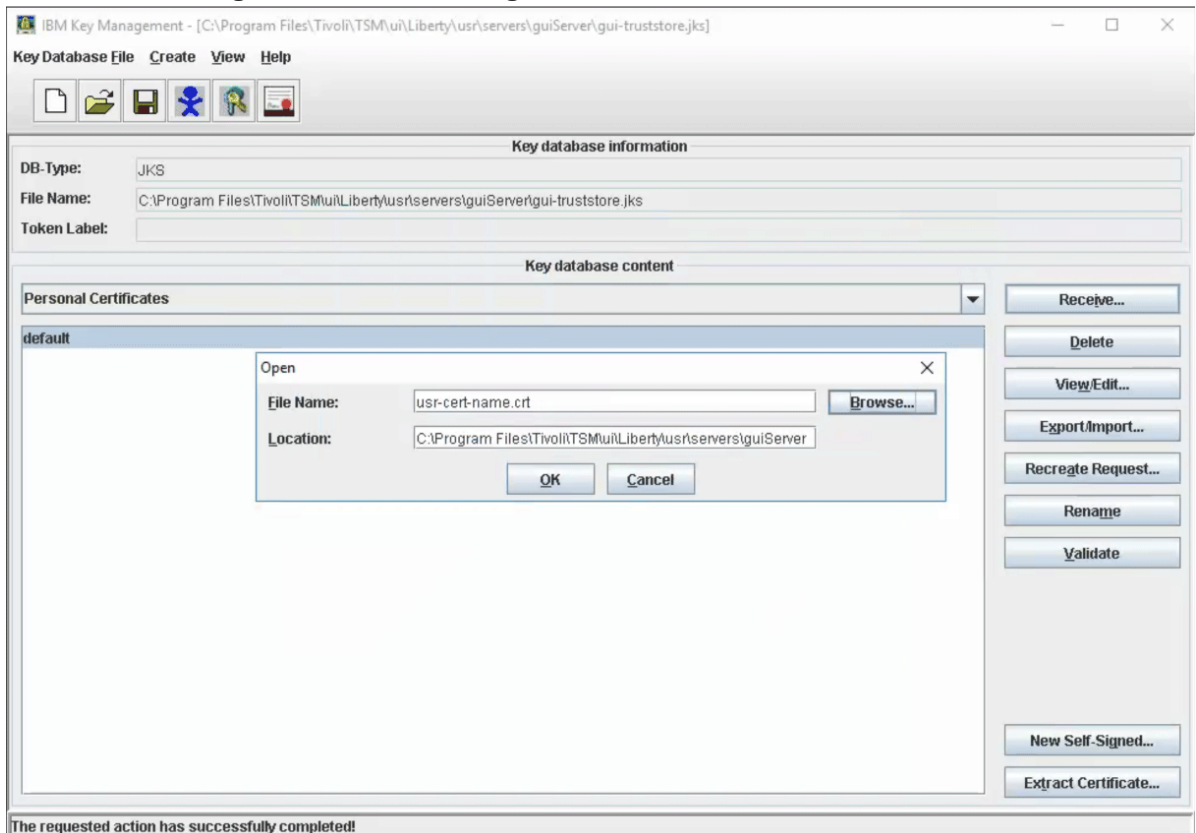 IBM Key Management - [C:\Program Files\Tivoli\TSM\ui\Liberty\usr\servers\guiServer\gui-truststore.jks]
Key Database File Create View Help
Key database information
DB-Type: JKS
File Name: C:\Program Files\Tivoli\TSM\ui\Liberty\usr\servers\guiServer\gui-truststore.jks
Token Label:
Key database content
Personal Certificates
Receive...
default
Delete
Open
View/Edit...
File Name: usr-cert-name.crt Browse...
Export/Import...
Location: C:\Program Files\Tivoli\TSM\ui\Liberty\usr\servers\guiServer
Recreate Request...
OK Cancel
Rename
Validate
New Self-Signed...
Extract Certificate...
The requested action has successfully completed!